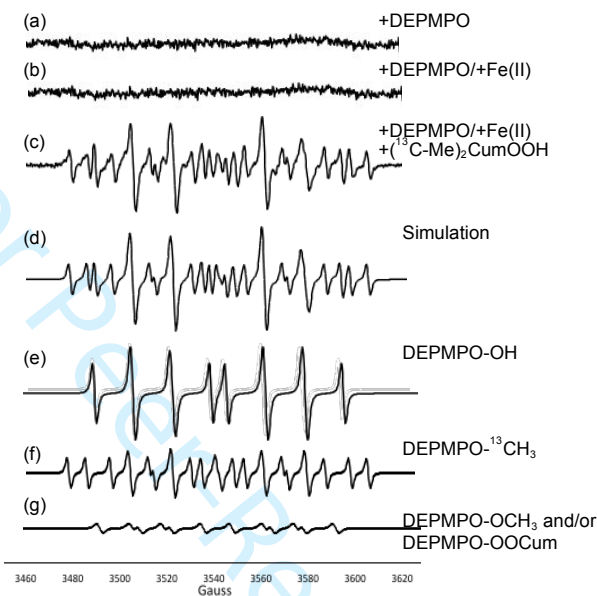 (a) +DEPMPO
(b) +DEPMPO/+Fe(II)
(c) +DEPMPO/+Fe(II)
+(¹³C-Me)₂CumOOH
(d) Simulation
(e) DEPMPO-OH
(f) DEPMPO-¹³CH₃
(g) DEPMPO-OCH₃ and/or
DEPMPO-OOCum
3460 3480 3500 3520 3540 3560 3580 3600 3620
Gauss